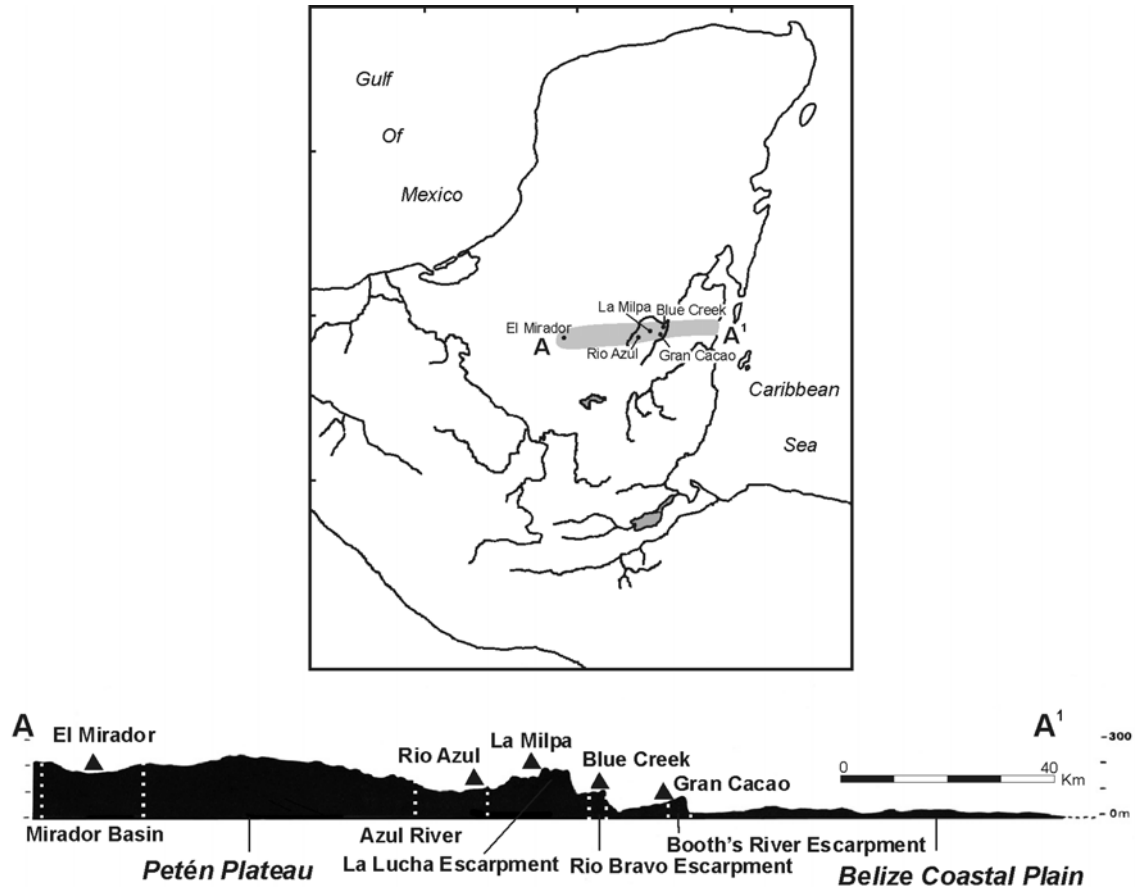 Gulf
Of
Mexico
La Milpa Blue Creek
El Mirador
A
A¹
Rio Azul
Gran Cacao
Caribbean
Sea
A
A¹
El Mirador
La Milpa
Rio Azul
Blue Creek
Gran Cacao
300
0 40
Km
0m
Mirador Basin
Azul River
Booth's River Escarpment
La Lucha Escarpment
Rio Bravo Escarpment
Petén Plateau
Belize Coastal Plain